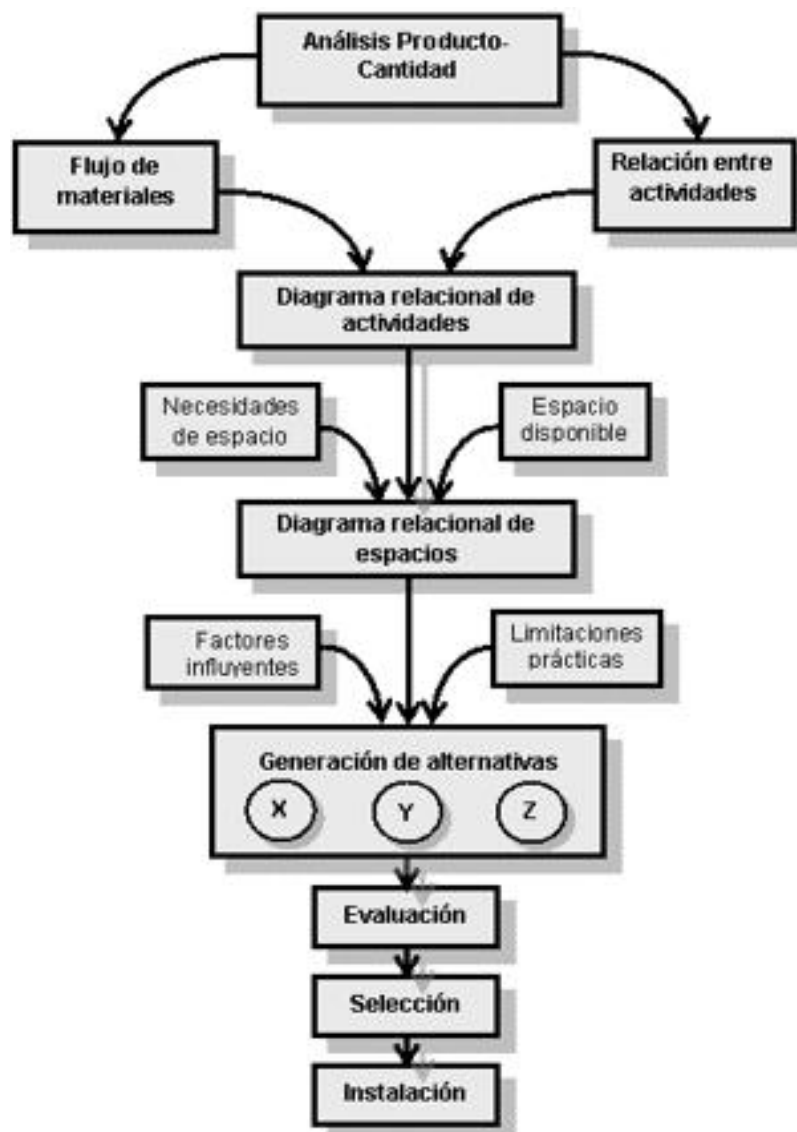 Análisis Producto-
Cantidad
Flujo de
materiales
Relación entre
actividades
Diagrama relacional de
actividades
Necesidades
de espacio
Espacio
disponible
Diagrama relacional de
espacios
Factores
influyentes
Limitaciones
prácticas
Generación de alternativas
X
Y
Z
Evaluación
Selección
Instalación